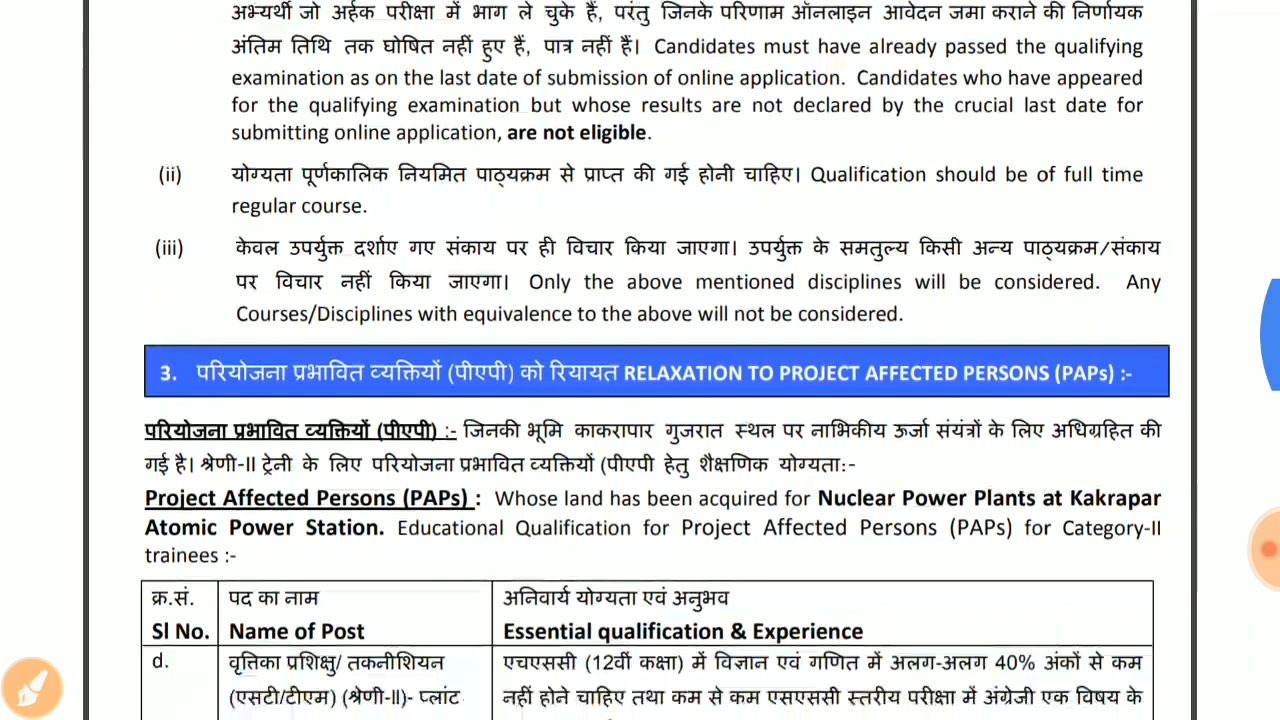 अभ्यर्थी जो अर्हक परीक्षा में भाग ले चुके हैं, परंतु जिनके परिणाम ऑनलाइन आवेदन जमा कराने की निर्णायक
अंतिम तिथि तक घोषित नहीं हुए हैं, पात्र नहीं हैं। Candidates must have already passed the qualifying
examination as on the last date of submission of online application. Candidates who have appeared
for the qualifying examination but whose results are not declared by the crucial last date for
submitting online application, are not eligible.
(ii) योग्यता पूर्णकालिक नियमित पाठ्यक्रम से प्राप्त की गई होनी चाहिए। Qualification should be of full time
regular course.
(iii) केवल उपर्युक्त दर्शाए गए संकाय पर ही विचार किया जाएगा। उपर्युक्त के समतुल्य किसी अन्य पाठ्यक्रम/संकाय
पर विचार नहीं किया जाएगा। Only the above mentioned disciplines will be considered. Any
Courses/Disciplines with equivalence to the above will not be considered.
3. परियोजना प्रभावित व्यक्तियों (पीएपी) को रियायत RELAXATION TO PROJECT AFFECTED PERSONS (PAPs) :-
परियोजना प्रभावित व्यक्तियों (पीएपी) :- जिनकी भूमि काकरापार गुजरात स्थल पर नाभिकीय ऊर्जा संयंत्रों के लिए अधिग्रहित की
गई है। श्रेणी-II ट्रेनी के लिए परियोजना प्रभावित व्यक्तियों (पीएपी हेतु शैक्षणिक योग्यता:-
Project Affected Persons (PAPs) : Whose land has been acquired for Nuclear Power Plants at Kakrapar
Atomic Power Station. Educational Qualification for Project Affected Persons (PAPs) for Category-II
trainees :-
क्र.सं. पद का नाम अनिवार्य योग्यता एवं अनुभव
Sl No. Name of Post Essential qualification & Experience
d. वृत्तिका प्रशिक्षु/ तकनीशियन एचएससी (12वीं कक्षा) में विज्ञान एवं गणित में अलग-अलग 40% अंकों से कम
(एसटी/टीएम) (श्रेणी-II)- प्लांट नहीं होने चाहिए तथा कम से कम एसएससी स्तरीय परीक्षा में अंग्रेजी एक विषय के